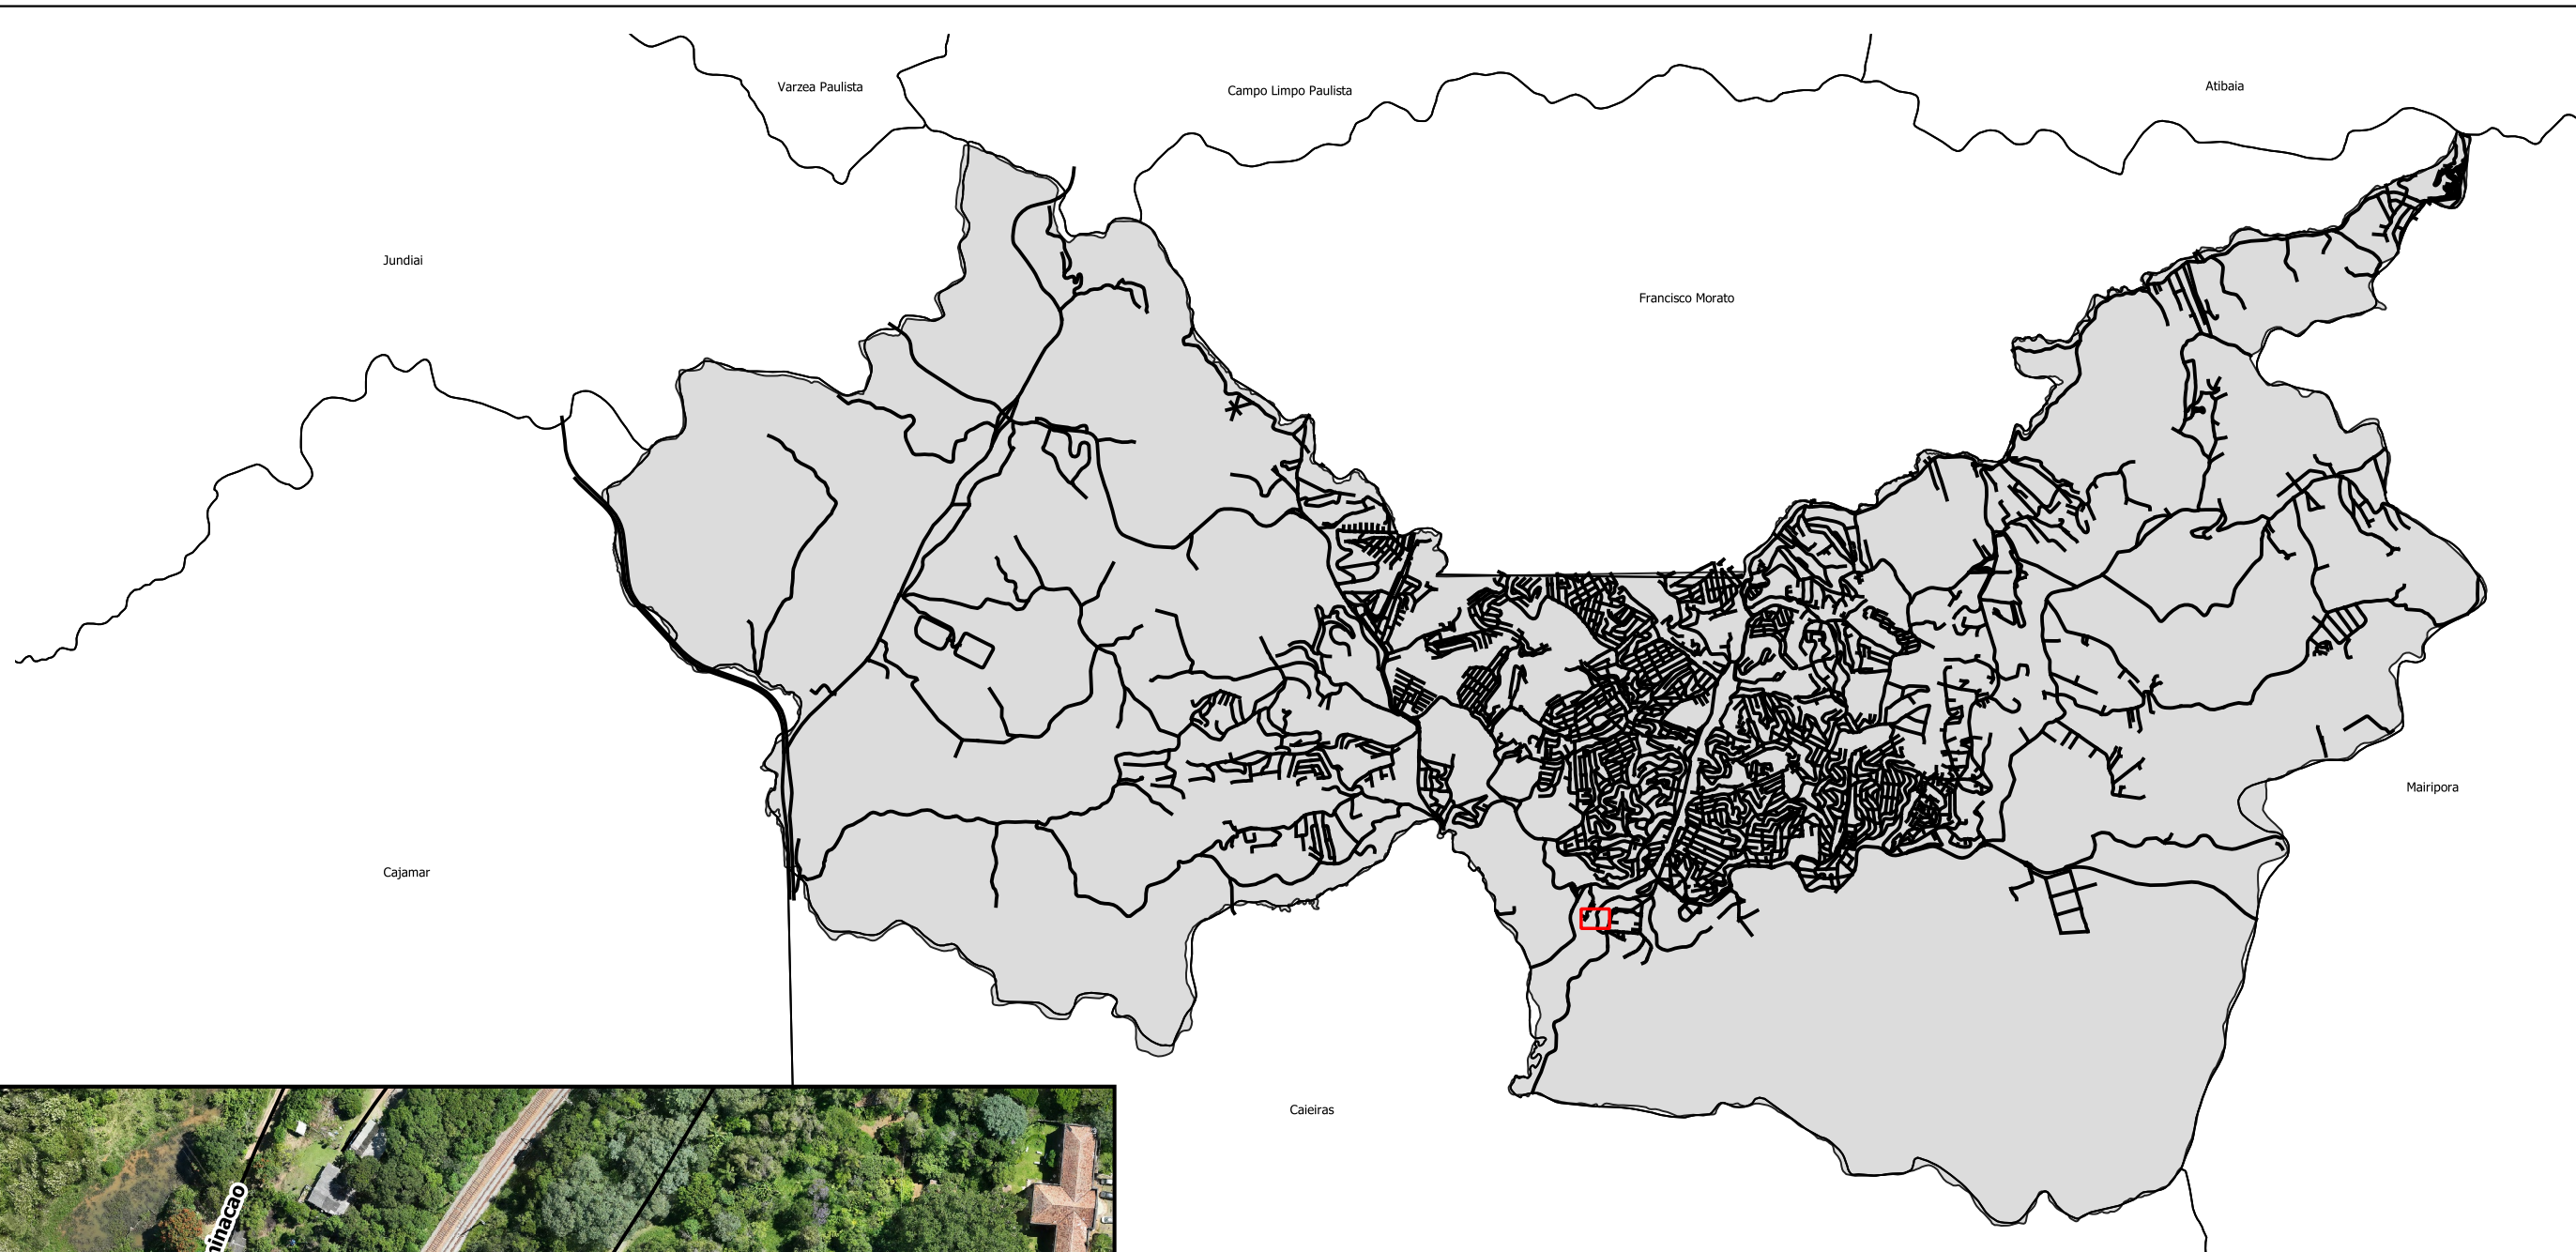 Varzea Paulista
Campo Limpo Paulista
Atibaia
Jundiai
Francisco Morato
Mairipora
Cajamar
Caieiras